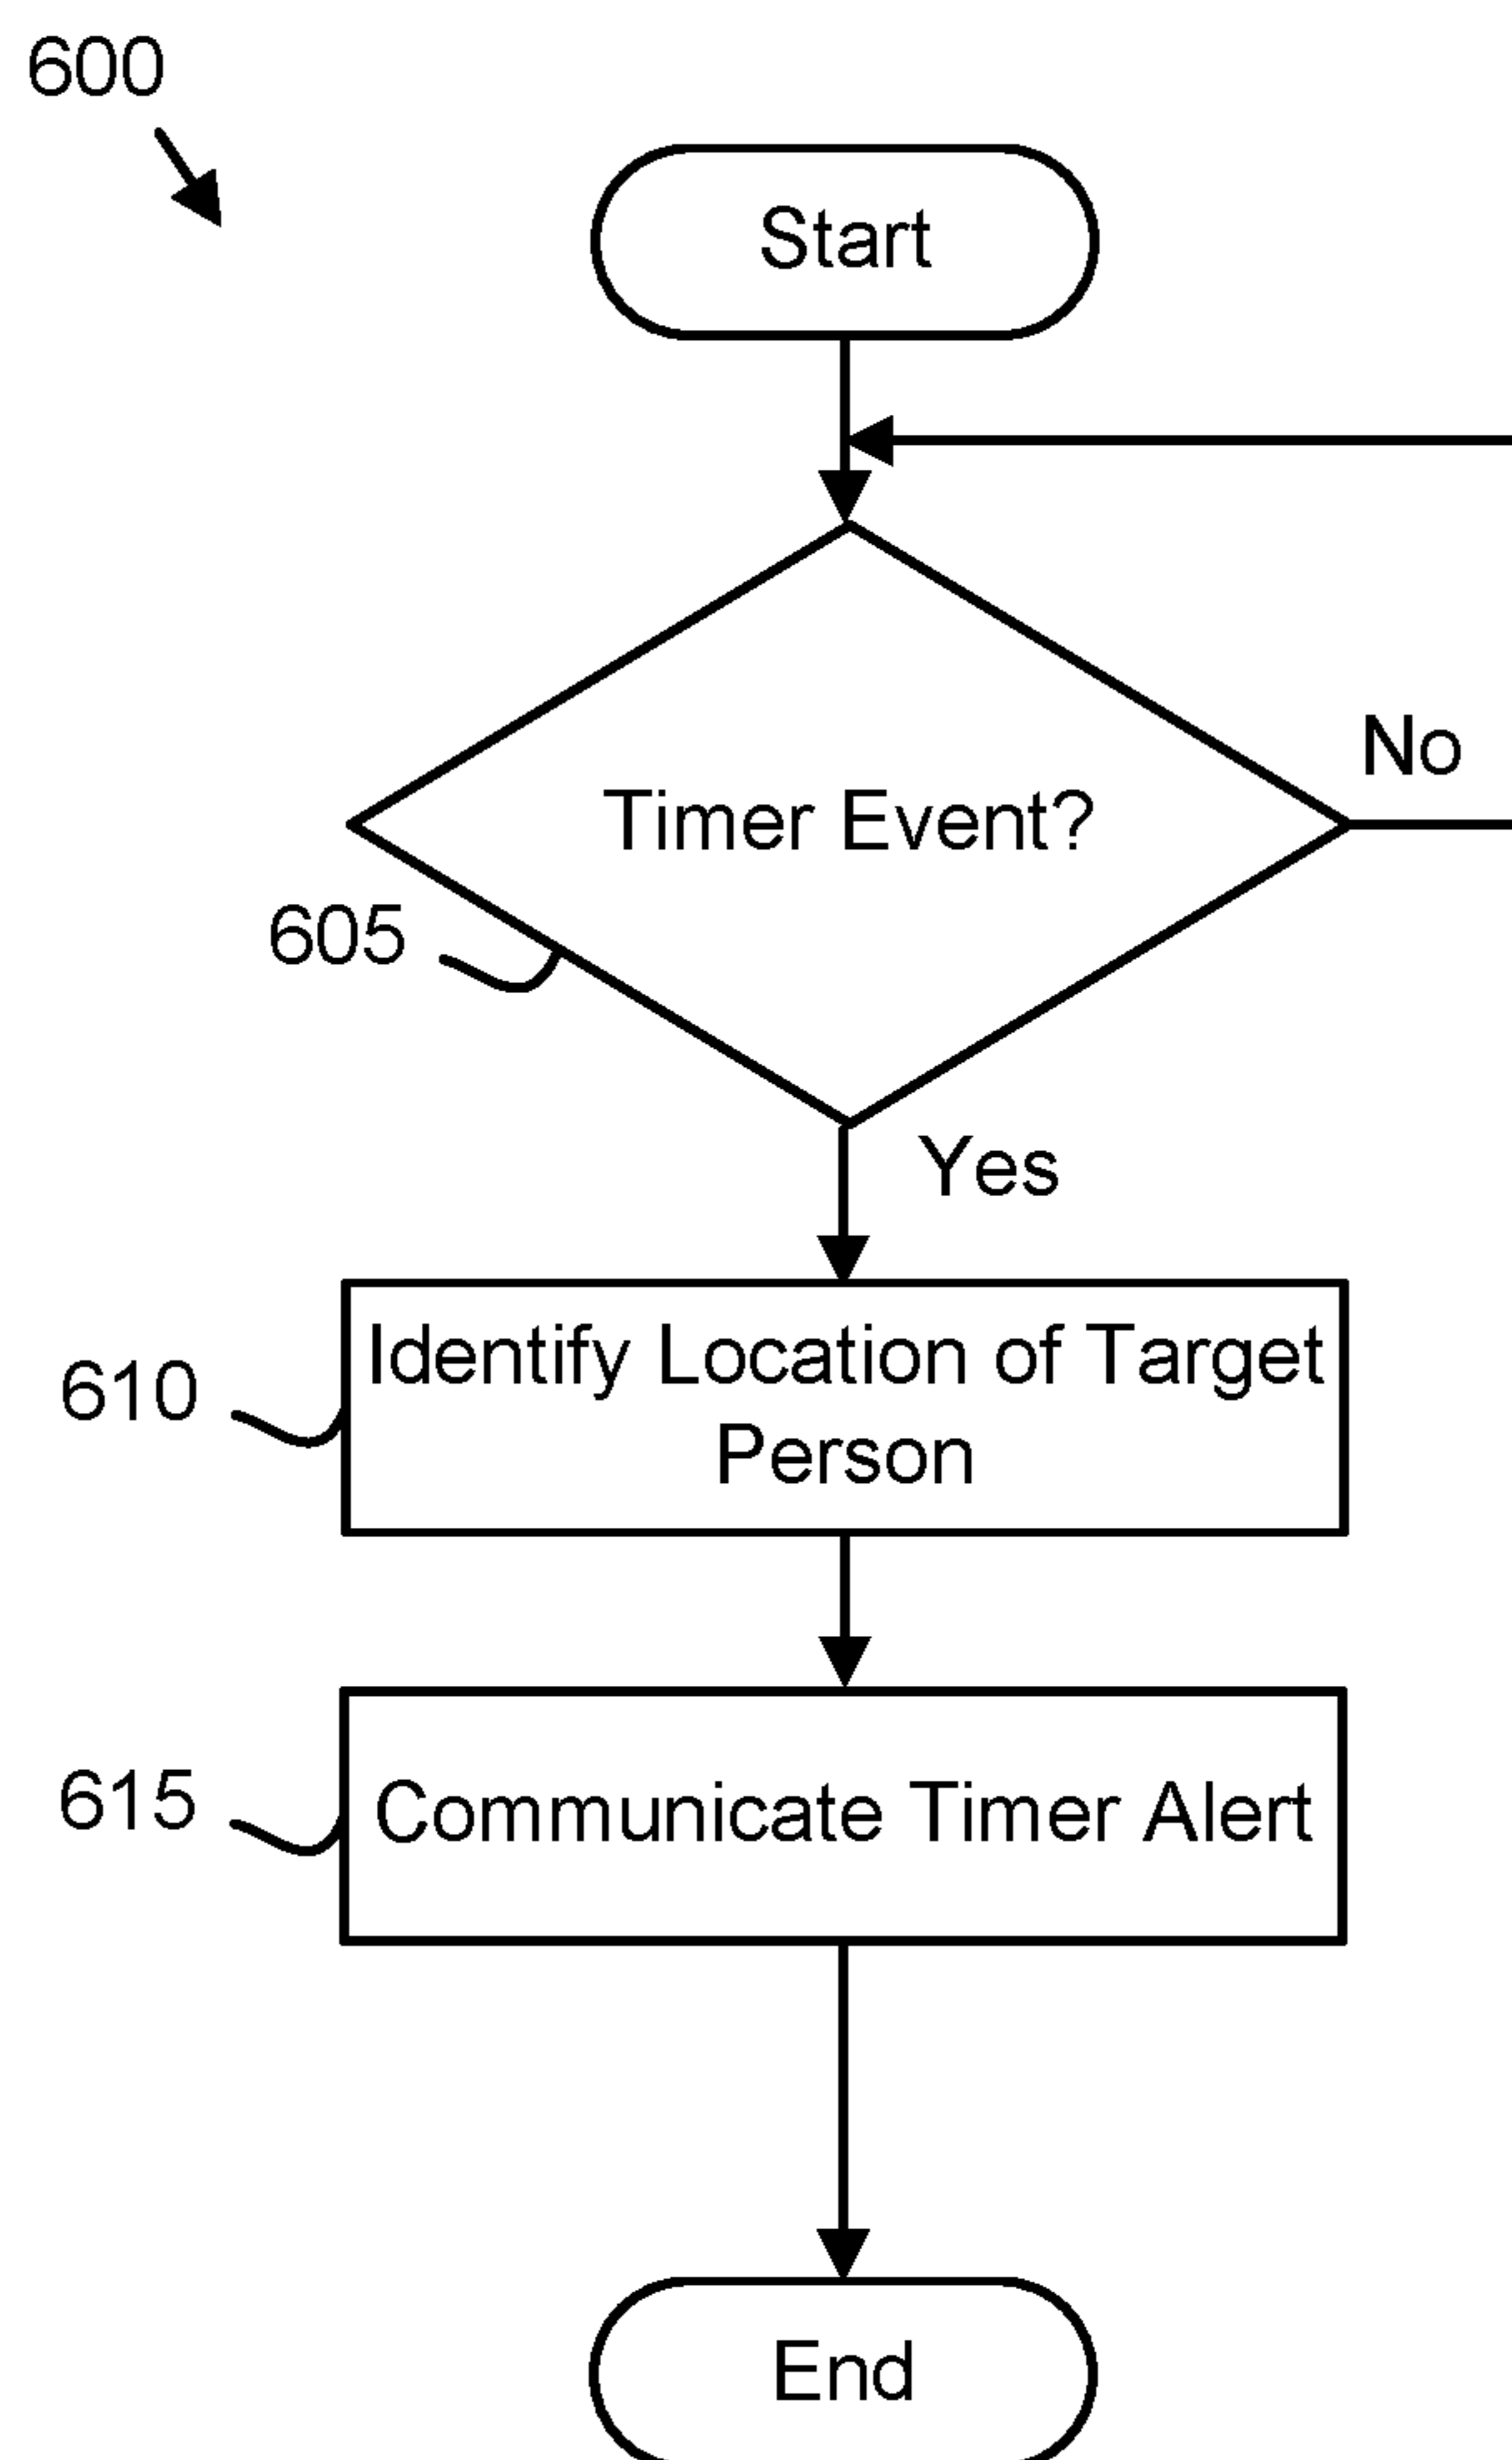 600
Start
No
Timer Event?
605
Yes
Identify Location of Target
Person
610
Communicate Timer Alert
615
End